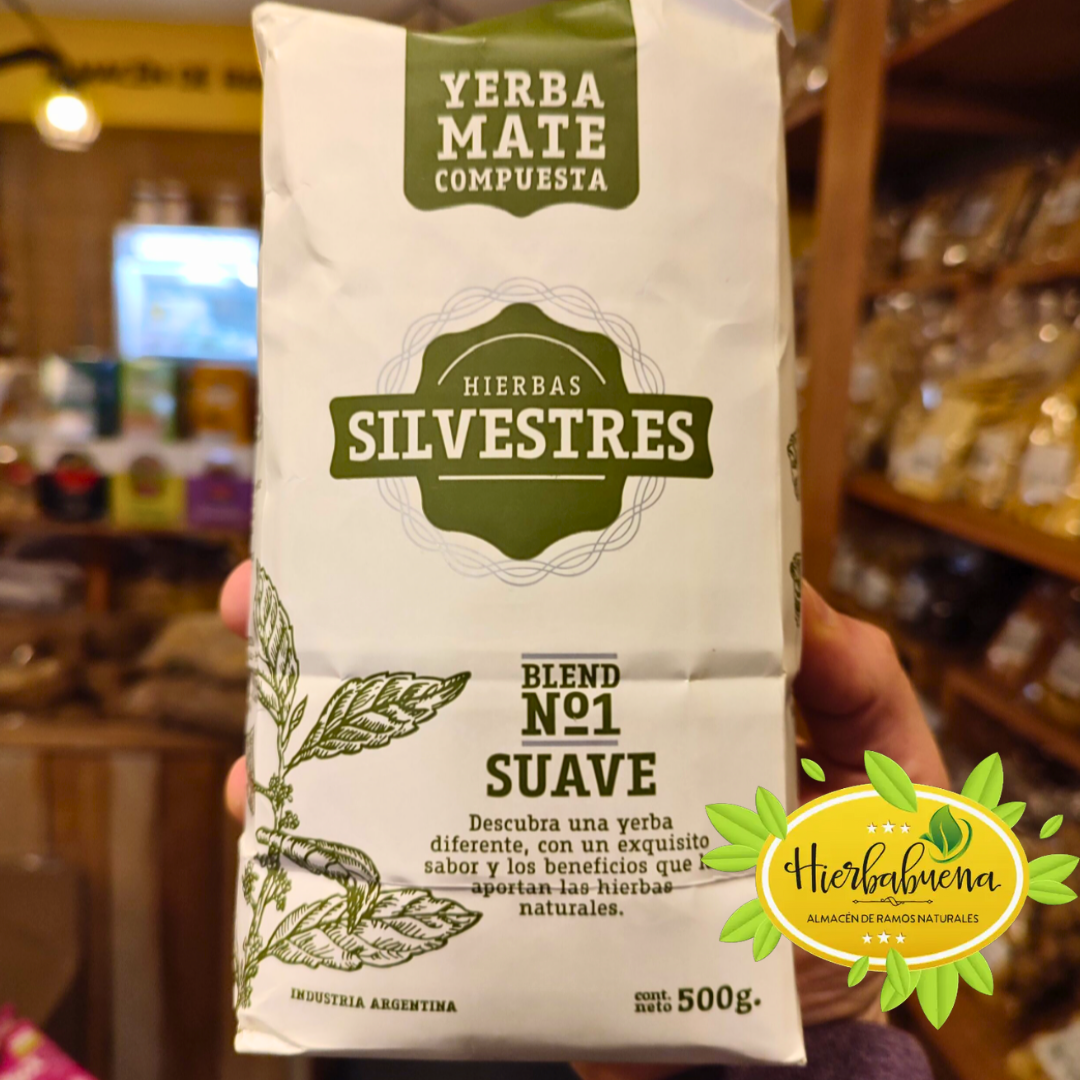 YERBA
MATE
COMPUESTA
HIERBAS
SILVESTRES
BLEND
Nº1
SUAVE
Descubra una yerba
diferente, con un exquisito
sabor y los beneficios que
aportan las hierbas
naturales.
INDUSTRIA ARGENTINA
cont.
neto 500g.
Hierbabuena
ALMACÉN DE RAMOS NATURALES